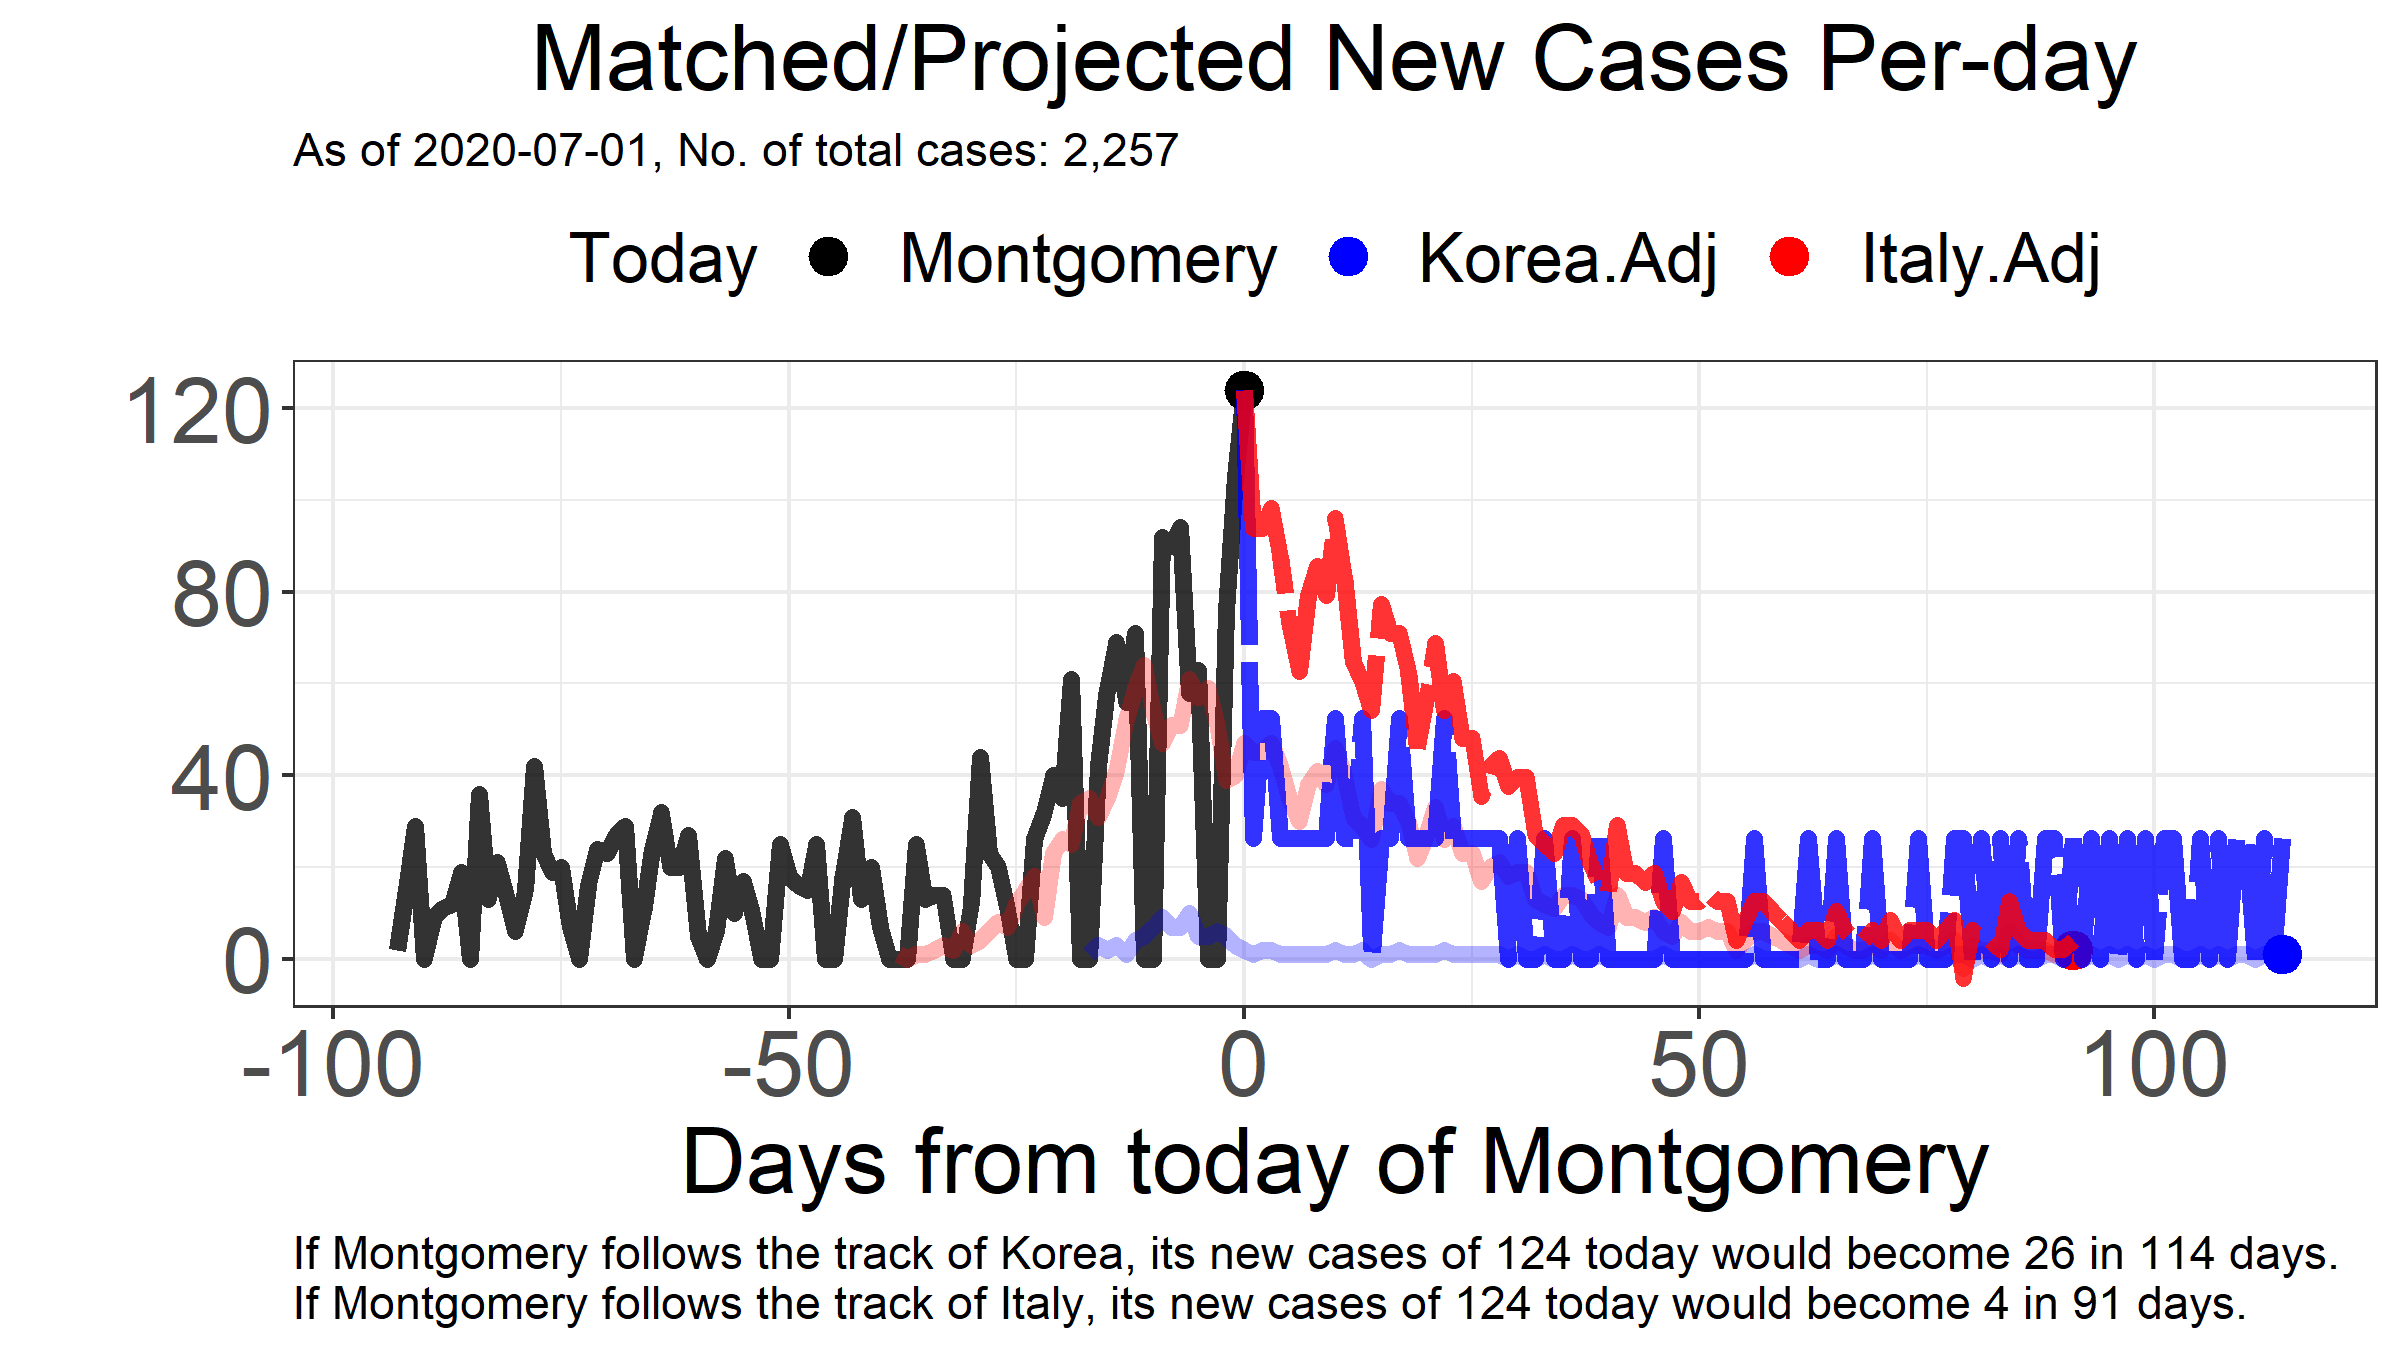 Matched/Projected New Cases Per-day
As of 2020-07-01, No. of total cases: 2,257
Today Montgomery Korea.Adj Italy.Adj
120
80
40
0
-100 -50 0 50 100
Days from today of Montgomery
If Montgomery follows the track of Korea, its new cases of 124 today would become 26 in 114 days.
If Montgomery follows the track of Italy, its new cases of 124 today would become 4 in 91 days.